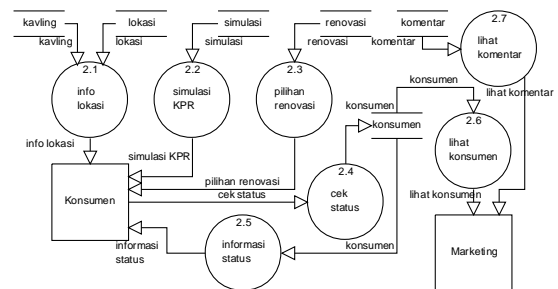 kavling
lokasi
simulasi
renovasi
komentar
kavling
lokasi
simulasi
renovasi
komentar
2.1
info
lokasi
2.2
simulasi
KPR
2.3
pilihan
renovasi
2.7
lihat
komentar
konsumen
lihat komentar
konsumen
konsumen
2.6
lihat
konsumen
info lokasi
simulasi KPR
2.4
cek
status
pilihan renovasi
cek status
Konsumen
lihat konsumen
2.5
informasi
status
informasi
status
konsumen
Marketing